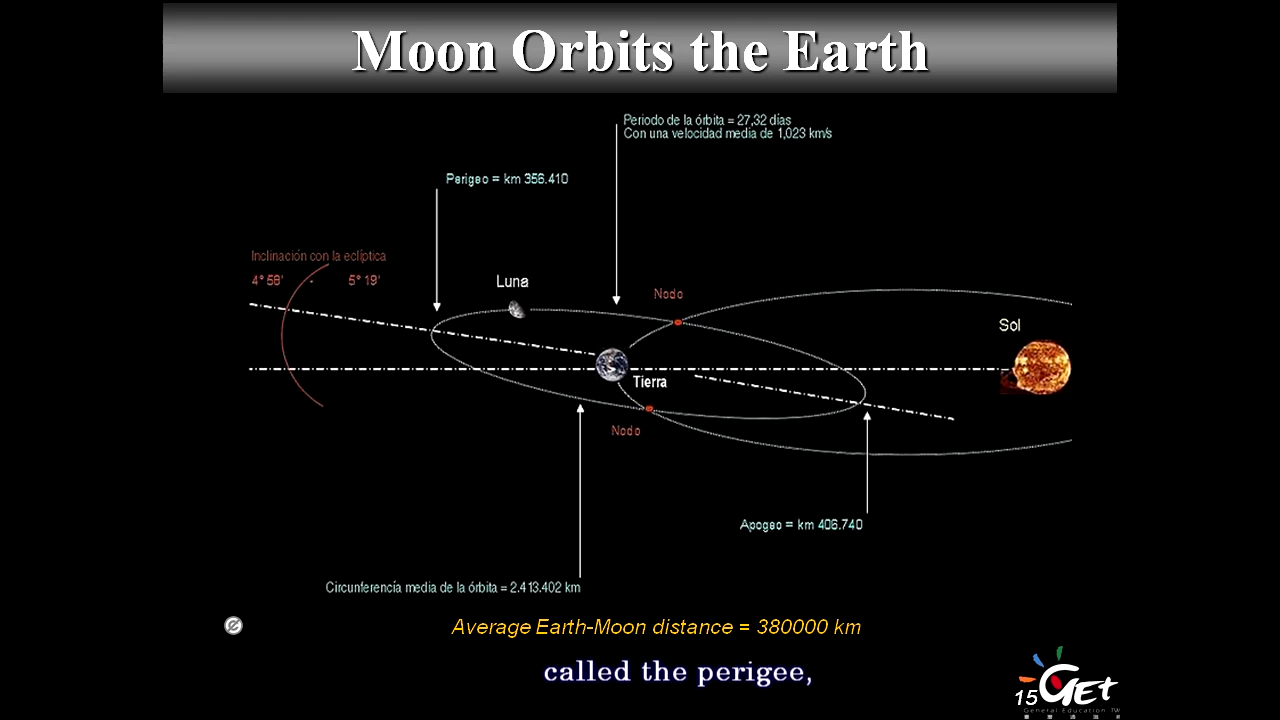 Moon Orbits the Earth
Periodo de la órbita = 27,32 días
Con una velocidad media de 1,023 km/s
Perigeo = km 356.410
Inclinación con la eclíptica
4° 58' - 5° 19'
Luna
Nodo
Sol
Tierra
Nodo
Apogeo = km 406.740
Circunferencía media de la órbita = 2.413.402 km
Average Earth-Moon distance = 380000 km
called the perigee,
15
GET
General Education TW